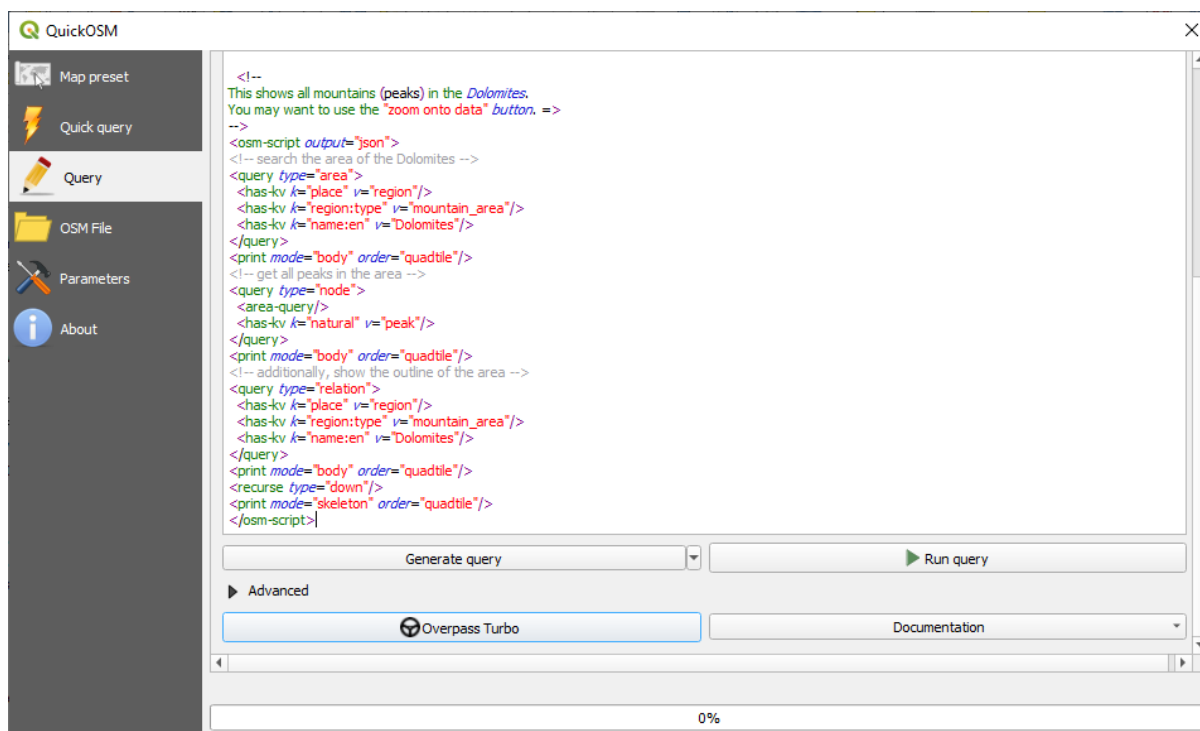 QuickOSM
Map preset
Quick query
Query
OSM File
Parameters
About
<!--
This shows all mountains (peaks) in the Dolomites.
You may want to use the "zoom onto data" button. =>
-->
<osm-script output="json">
<!-- search the area of the Dolomites -->
<query type="area">
<has-kv k="place" v="region"/>
<has-kv k="region:type" v="mountain_area"/>
<has-kv k="name:en" v="Dolomites"/>
</query>
<print mode="body" order="quadtile"/>
<!-- get all peaks in the area -->
<query type="node">
<area-query/>
<has-kv k="natural" v="peak"/>
</query>
<print mode="body" order="quadtile"/>
<!-- additionally, show the outline of the area -->
<query type="relation">
<has-kv k="place" v="region"/>
<has-kv k="region:type" v="mountain_area"/>
<has-kv k="name:en" v="Dolomites"/>
</query>
<print mode="body" order="quadtile"/>
<recurse type="down"/>
<print mode="skeleton" order="quadtile"/>
</osm-script>
Generate query
Run query
Advanced
Overpass Turbo
Documentation
0%